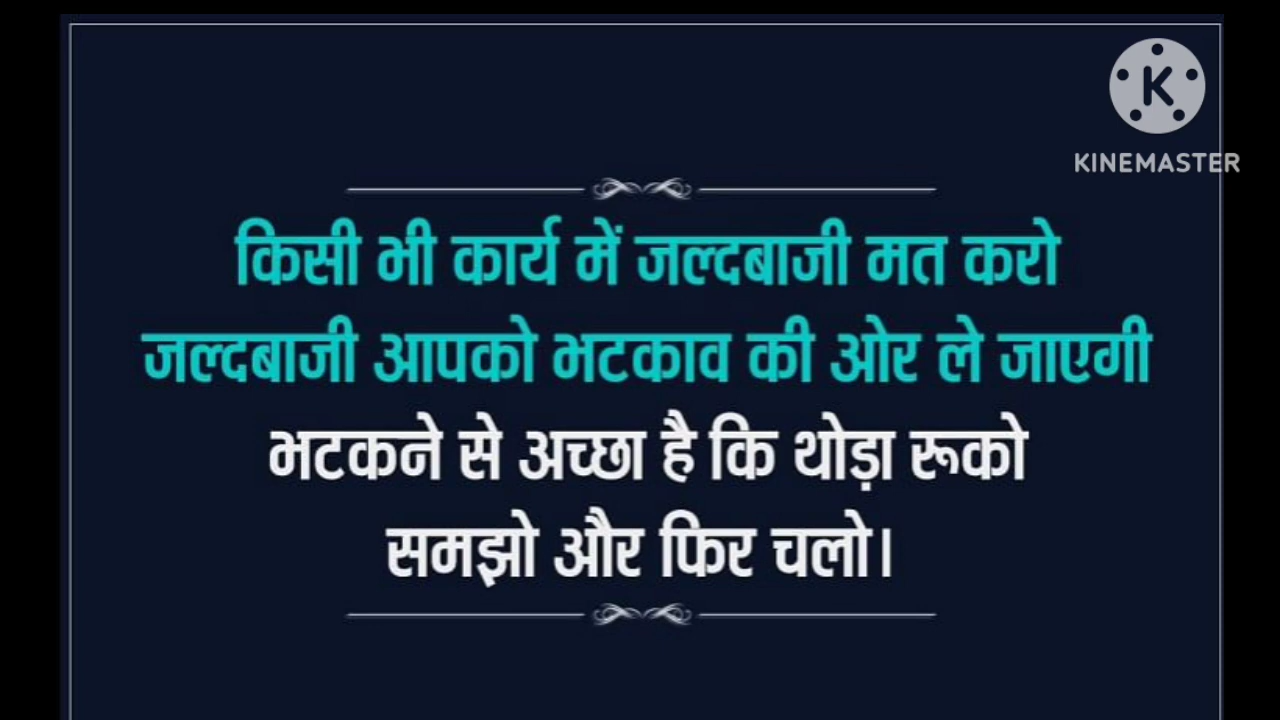 K
KINEMASTER
किसी भी कार्य में जल्दबाजी मत करो
जल्दबाजी आपको भटकाव की ओर ले जाएगी
भटकने से अच्छा है कि थोड़ा रूको
समझो और फिर चलो।